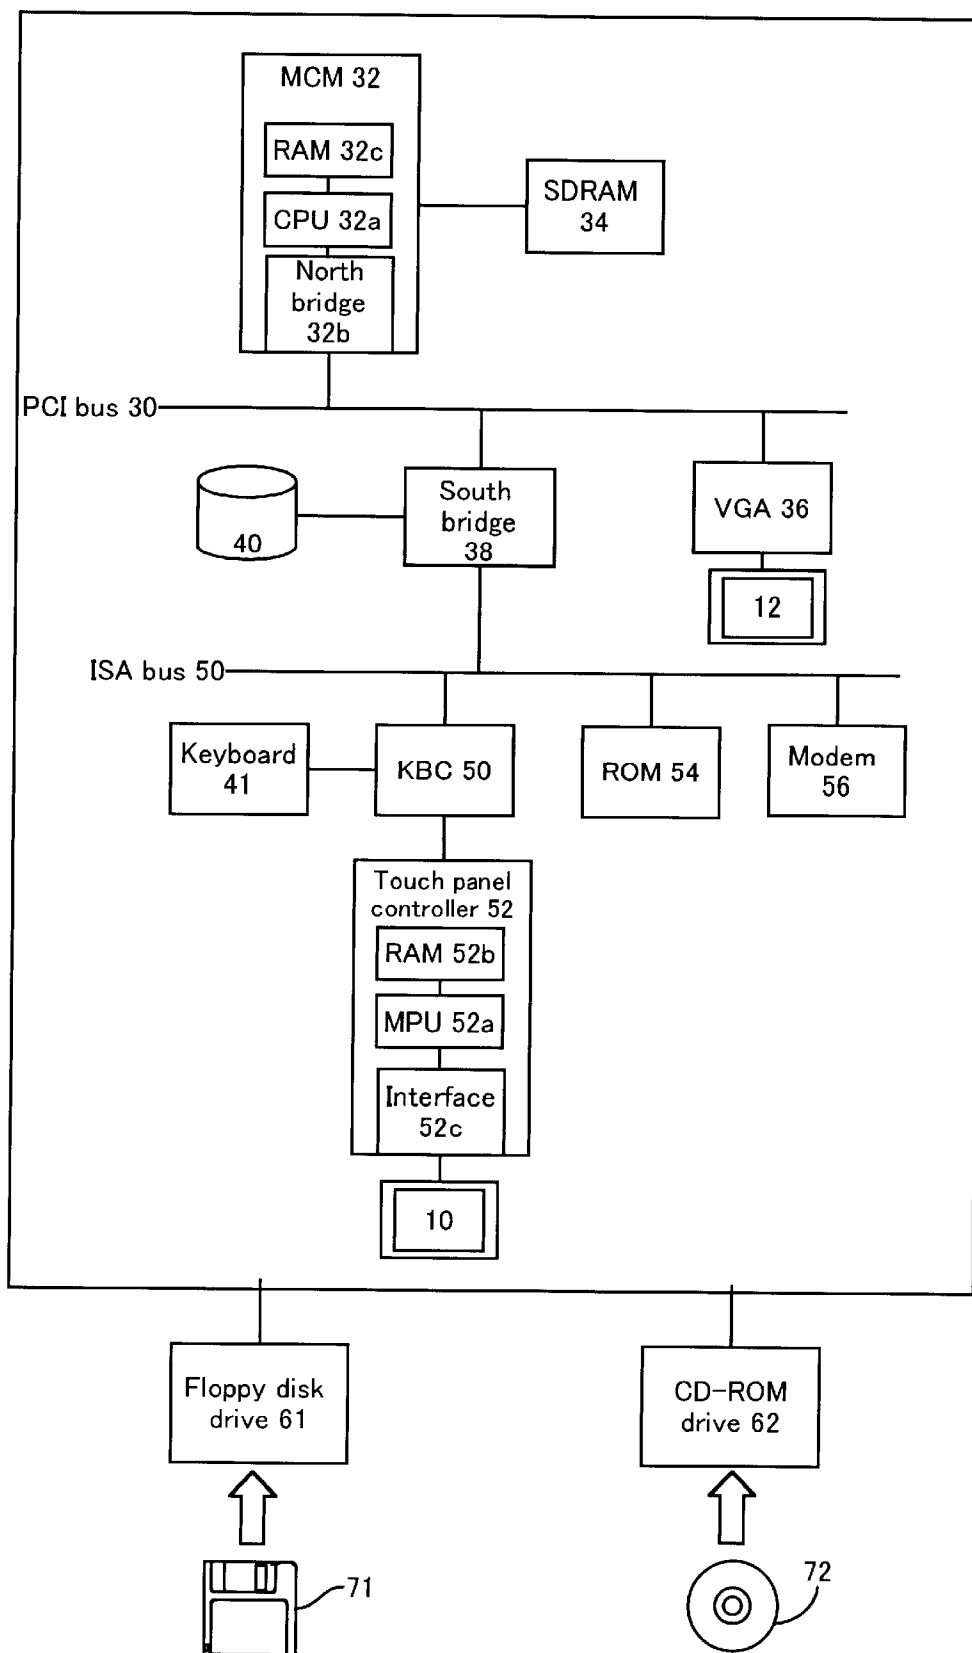 MCM 32
RAM 32c
CPU 32a
North
bridge
32b
SDRAM
34
PCI bus 30
40
South
bridge
38
VGA 36
12
ISA bus 50
Keyboard
41
KBC 50
ROM 54
Modem
56
Touch panel
controller 52
RAM 52b
MPU 52a
Interface
52c
10
Floppy disk
drive 61
CD-ROM
drive 62
71
72